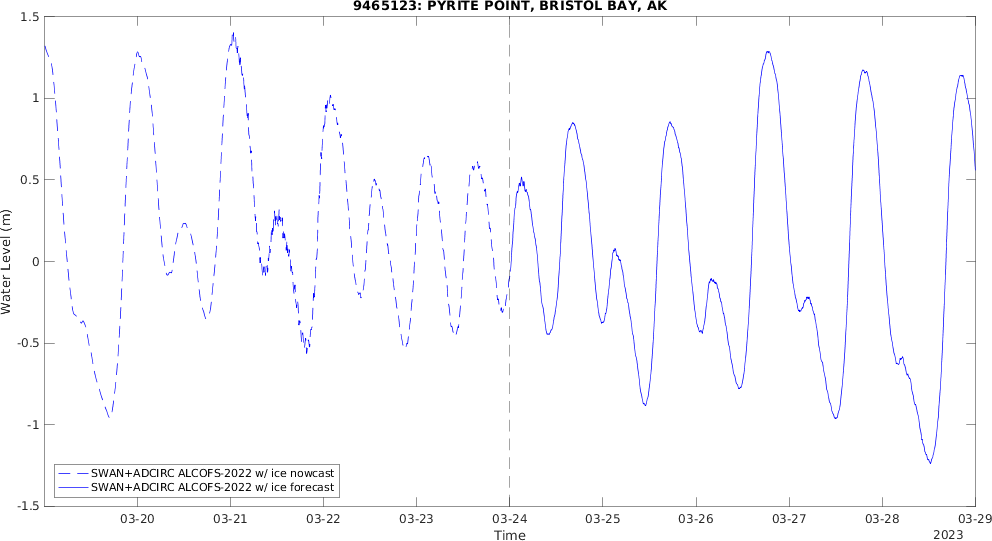 9465123: PYRITE POINT, BRISTOL BAY, AK
1.5
1
0.5
0
-0.5
-1
-1.5
Water Level (m)
SWAN+ADCIRC ALCOFS-2022 w/ ice nowcast
SWAN+ADCIRC ALCOFS-2022 w/ ice forecast
03-20 03-21 03-22 03-23 03-24 03-25 03-26 03-27 03-28 03-29
Time
2023